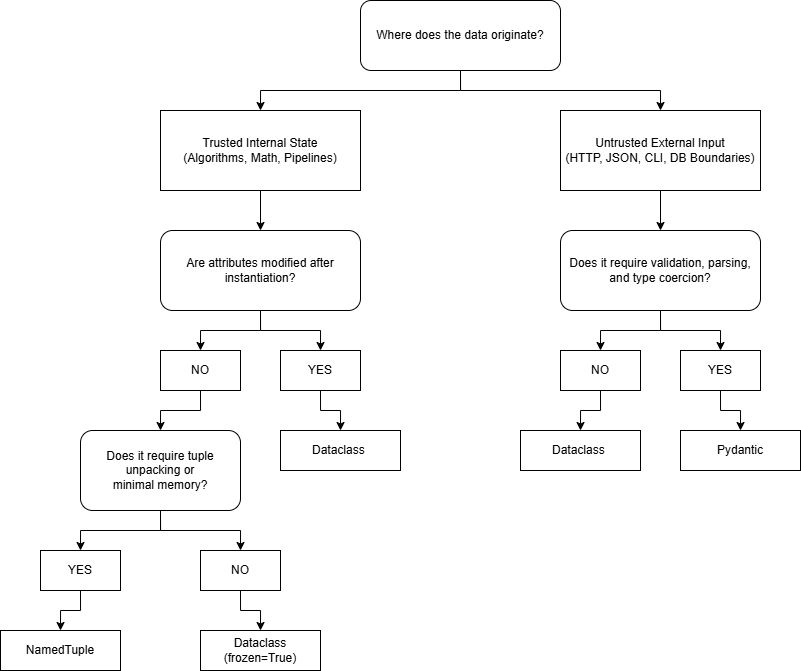 Where does the data originate?
Trusted Internal State
(Algorithms, Math, Pipelines)
Untrusted External Input
(HTTP, JSON, CLI, DB Boundaries)
Are attributes modified after
instantiation?
Does it require validation, parsing,
and type coercion?
NO
YES
NO
YES
Does it require tuple
unpacking or
minimal memory?
Dataclass
Dataclass
Pydantic
YES
NO
NamedTuple
Dataclass
(frozen=True)